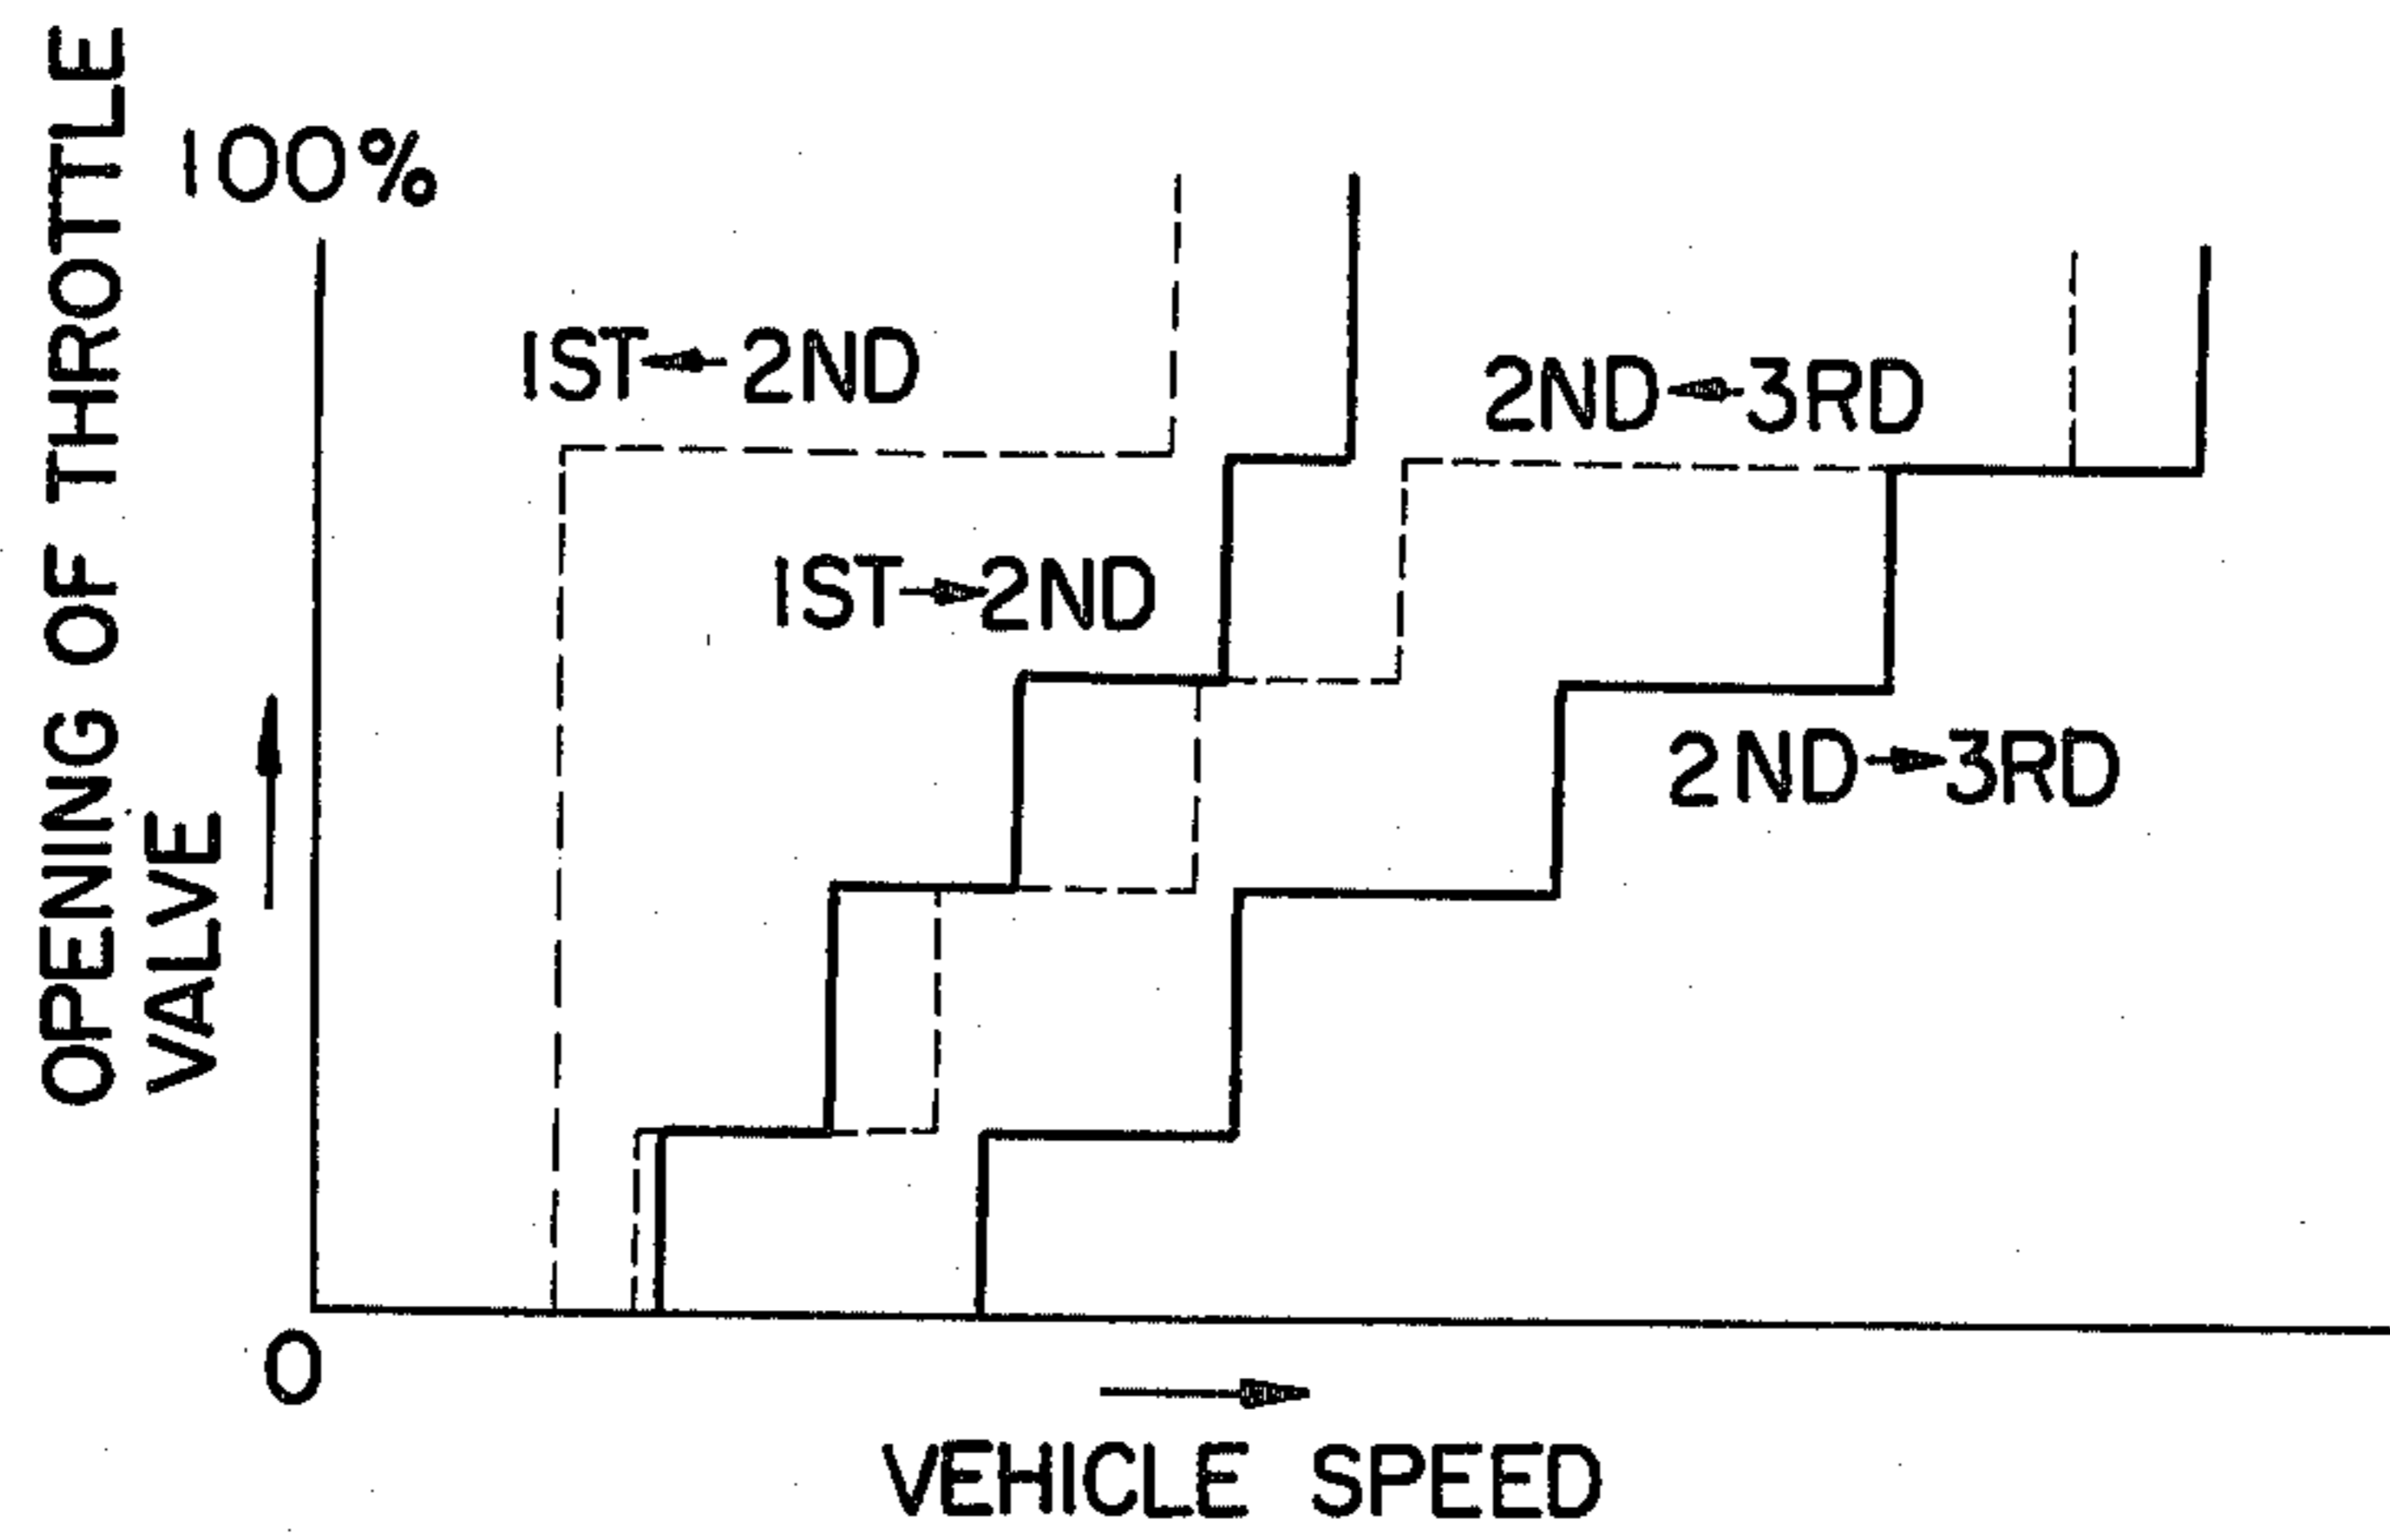 OPENING OF THROTTLE
VALVE
100%
1ST←2ND
2ND←3RD
1ST→2ND
2ND→3RD
0
VEHICLE SPEED